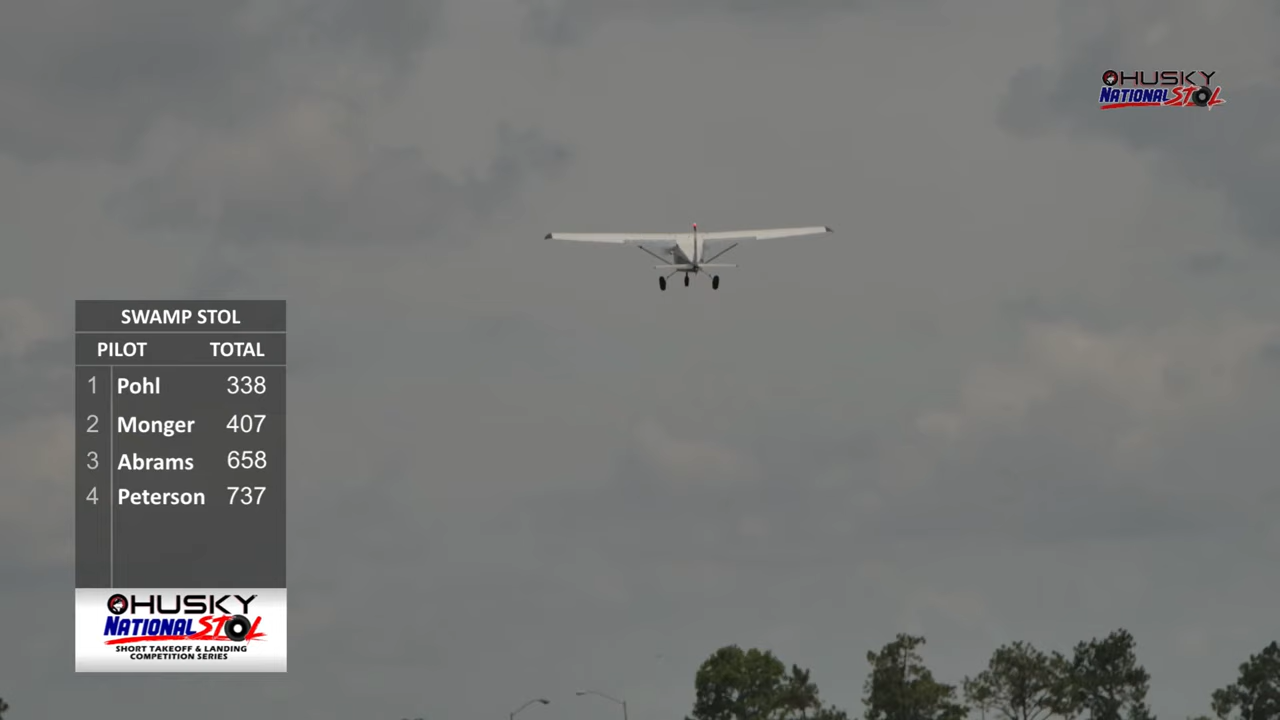 HUSKY
NATIONAL STOL
SWAMP STOL
PILOT TOTAL
1 Pohl 338
2 Monger 407
3 Abrams 658
4 Peterson 737
HUSKY
NATIONAL STOL
SHORT TAKEOFF & LANDING
COMPETITION SERIES